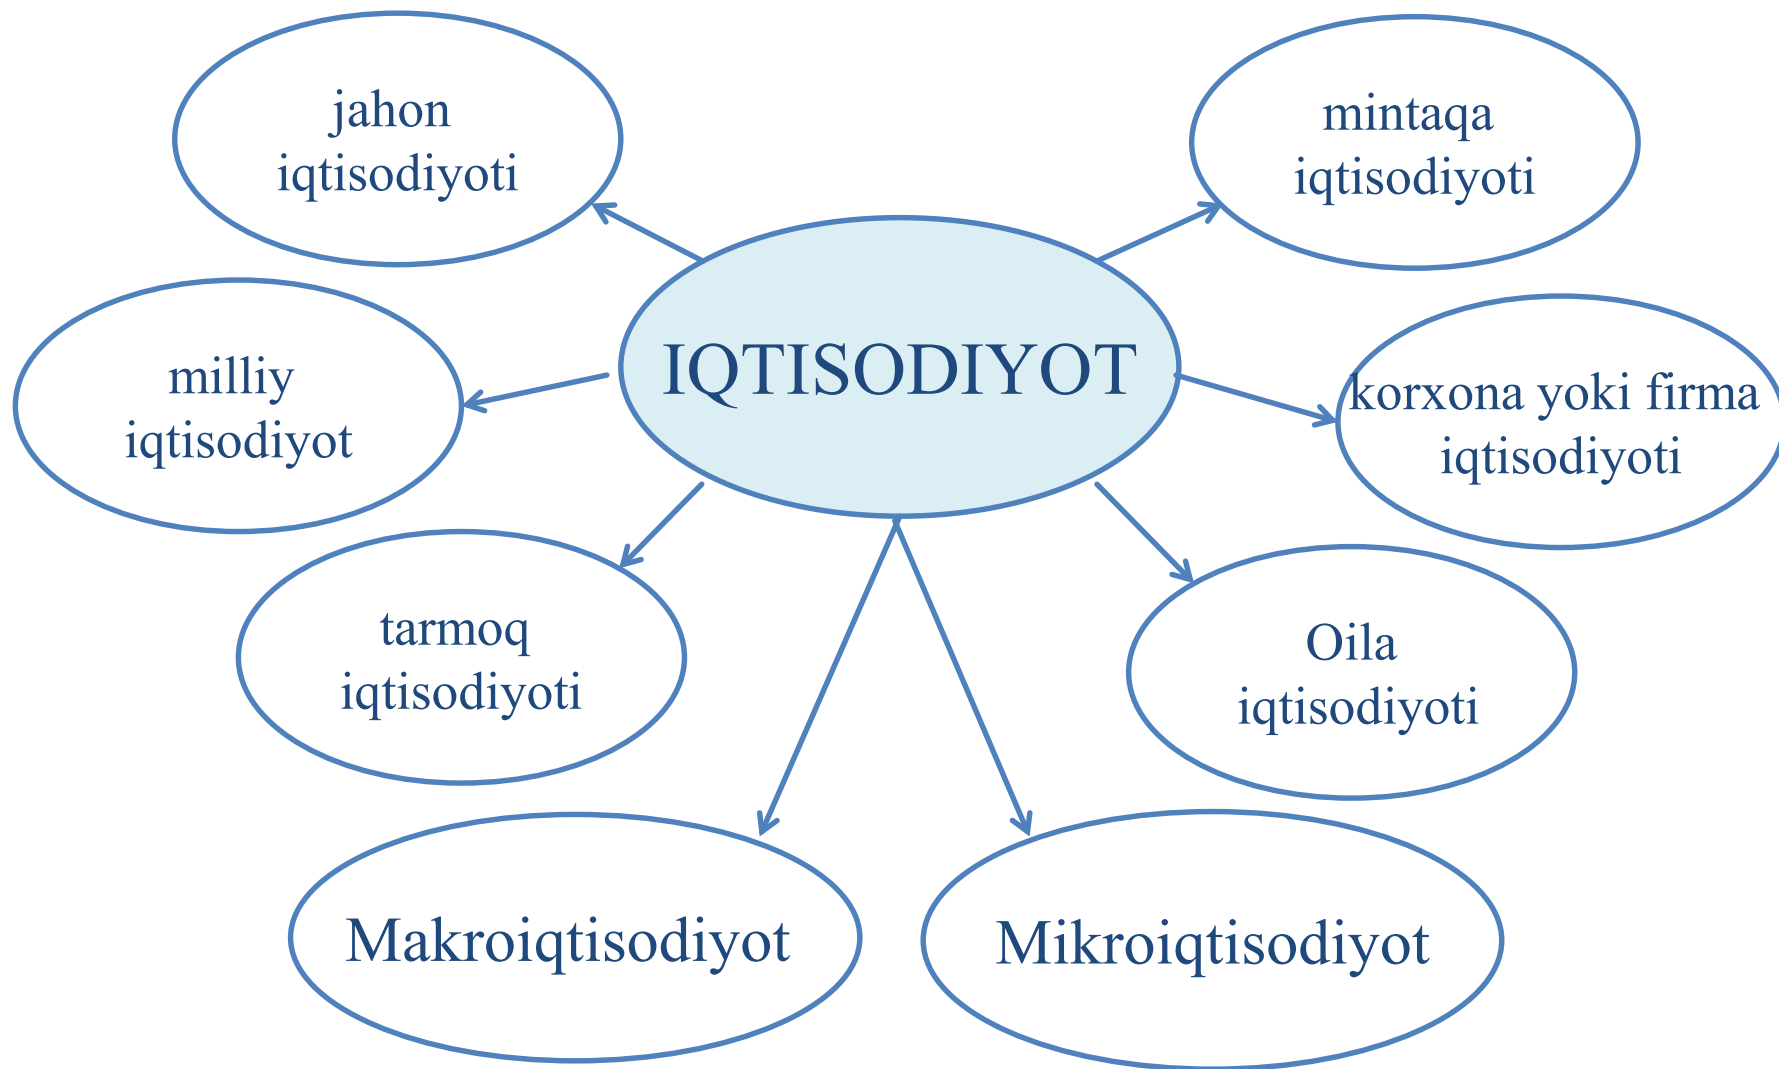 jahon
iqtisodiyoti
mintaqa
iqtisodiyoti
IQTISODIYOT
milliy
iqtisodiyot
korxona yoki firma
iqtisodiyoti
tarmoq
iqtisodiyoti
Oila
iqtisodiyoti
Makroiqtisodiyot
Mikroiqtisodiyot